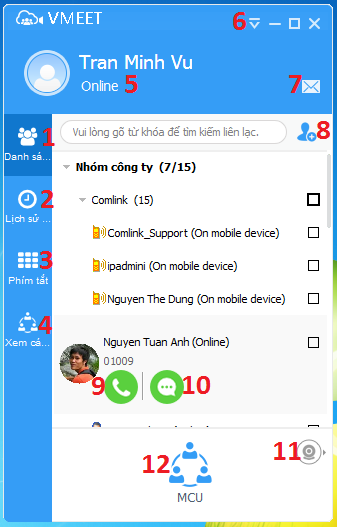 VMEET
6
Tran Minh Vu
Online 5
7
1
Danh sá...
Vui lòng gõ từ khóa để tìm kiếm liên lạc.
8
Nhóm công ty (7/15)
2
Lịch sử ...
Comlink (15)
Comlink_Support (On mobile device)
3
Phím tắt
ipadmini (On mobile device)
Nguyen The Dung (On mobile device)
4
Xem cá...
Nguyen Tuan Anh (Online)
01009
9
10
11
12
MCU